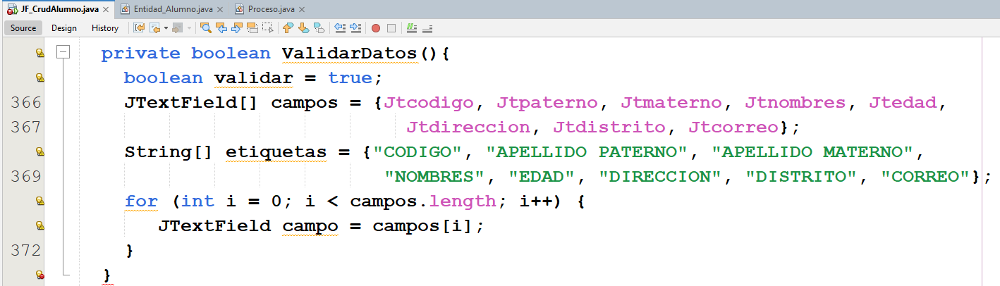 JF_CrudAlumno.java × Entidad_Alumno.java × Proceso.java ×
Source Design History
private boolean ValidarDatos(){
boolean validar = true;
366 JTextField[] campos = {Jtcodigo, Jtpaterno, Jtmaterno, Jtnombres, Jtedad,
367 Jtdireccion, Jtdistrito, Jtcorreo};
String[] etiquetas = {"CODIGO", "APELLIDO PATERNO", "APELLIDO MATERNO",
369 "NOMBRES", "EDAD", "DIRECCION", "DISTRITO", "CORREO"};
for (int i = 0; i < campos.length; i++) {
JTextField campo = campos[i];
372 }
}